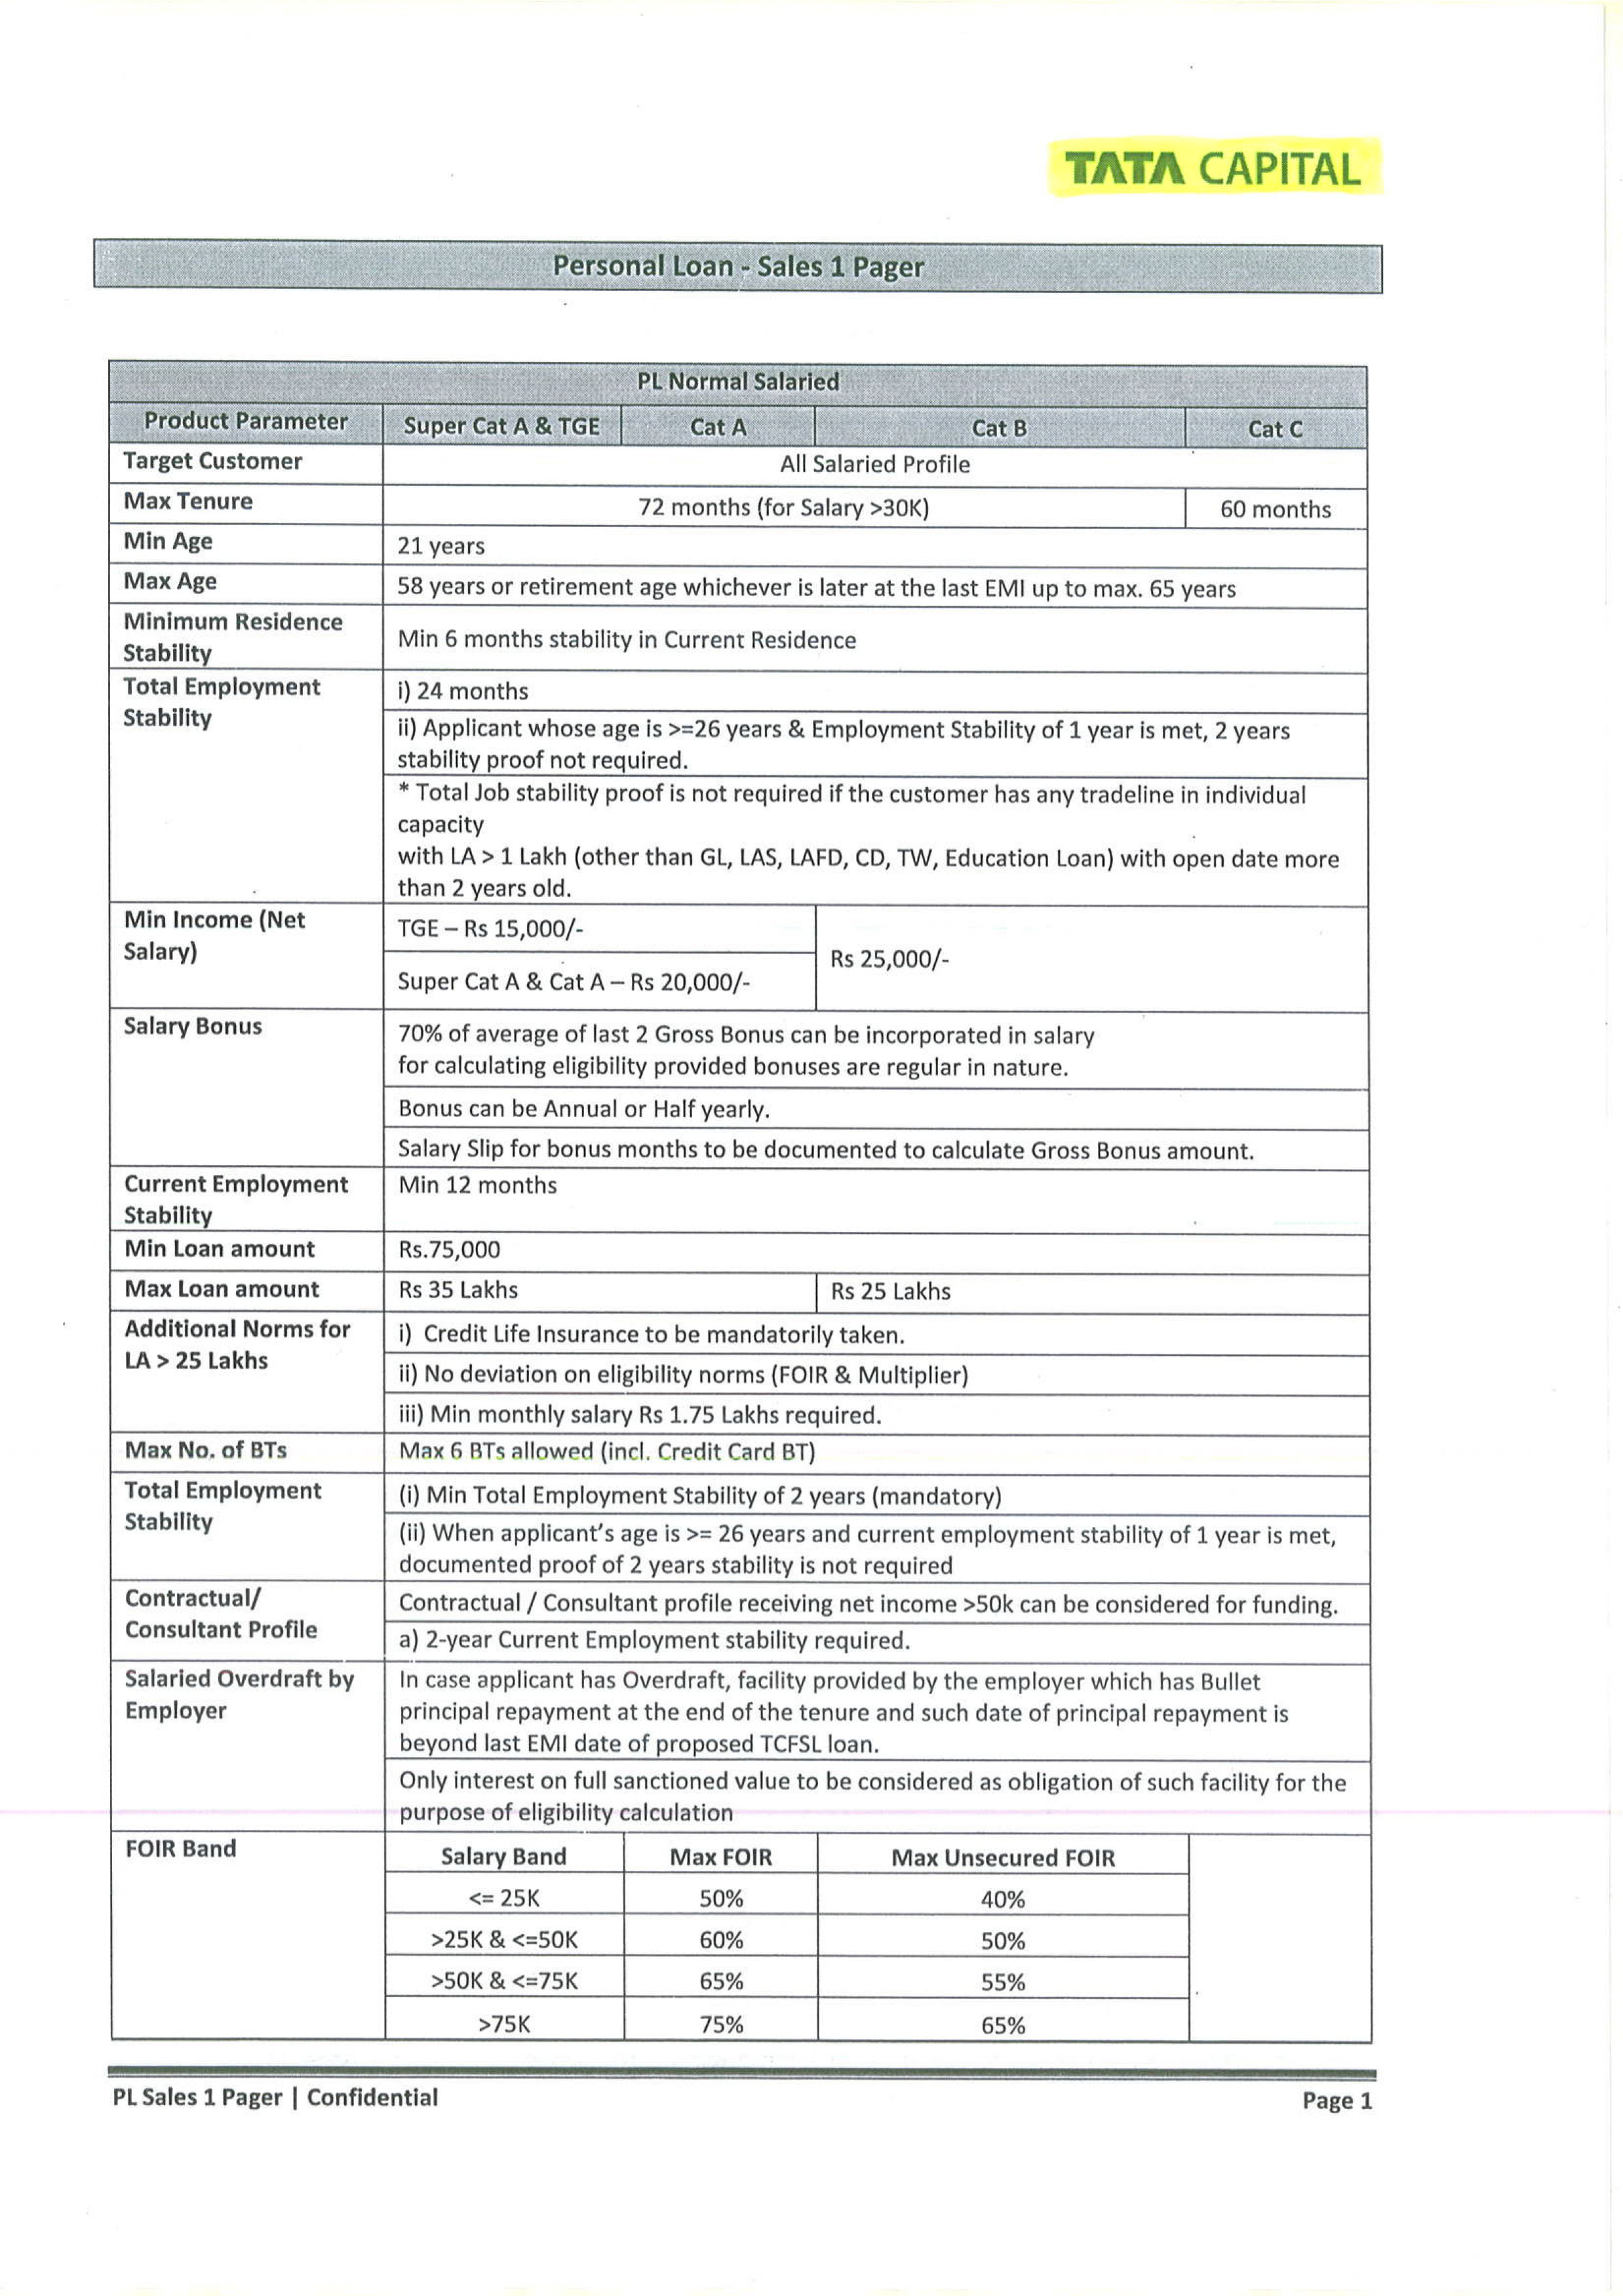 TATA CAPITAL
Personal Loan - Sales 1 Pager
PL Normal Salaried
Product Parameter
Super Cat A & TGE
Cat A
Cat B
Cat C
Target Customer
All Salaried Profile
Max Tenure
72 months (for Salary >30K)
60 months
Min Age
21 years
Max Age
58 years or retirement age whichever is later at the last EMI up to max. 65 years
Minimum Residence
Stability
Min 6 months stability in Current Residence
Total Employment
Stability
i) 24 months
ii) Applicant whose age is >=26 years & Employment Stability of 1 year is met, 2 years
stability proof not required.
* Total Job stability proof is not required if the customer has any tradeline in individual
capacity
with LA > 1 Lakh (other than GL, LAS, LAFD, CD, TW, Education Loan) with open date more
than 2 years old.
Min Income (Net
Salary)
TGE – Rs 15,000/-
Super Cat A & Cat A – Rs 20,000/-
Rs 25,000/-
Salary Bonus
70% of average of last 2 Gross Bonus can be incorporated in salary
for calculating eligibility provided bonuses are regular in nature.
Bonus can be Annual or Half yearly.
Salary Slip for bonus months to be documented to calculate Gross Bonus amount.
Current Employment
Stability
Min 12 months
Min Loan amount
Rs.75,000
Max Loan amount
Rs 35 Lakhs
Rs 25 Lakhs
Additional Norms for
LA > 25 Lakhs
i) Credit Life Insurance to be mandatorily taken.
ii) No deviation on eligibility norms (FOIR & Multiplier)
iii) Min monthly salary Rs 1.75 Lakhs required.
Max No. of BTs
Max 6 BTs allowed (incl. Credit Card BT)
Total Employment
Stability
(i) Min Total Employment Stability of 2 years (mandatory)
(ii) When applicant's age is >= 26 years and current employment stability of 1 year is met,
documented proof of 2 years stability is not required
Contractual/
Consultant Profile
Contractual / Consultant profile receiving net income >50k can be considered for funding.
a) 2-year Current Employment stability required.
Salaried Overdraft by
Employer
In case applicant has Overdraft, facility provided by the employer which has Bullet
principal repayment at the end of the tenure and such date of principal repayment is
beyond last EMI date of proposed TCFSL loan.
Only interest on full sanctioned value to be considered as obligation of such facility for the
purpose of eligibility calculation
FOIR Band
Salary Band
Max FOIR
Max Unsecured FOIR
<= 25K
50%
40%
>25K & <=50K
60%
50%
>50K & <=75K
65%
55%
>75K
75%
65%
PL Sales 1 Pager | Confidential
Page 1